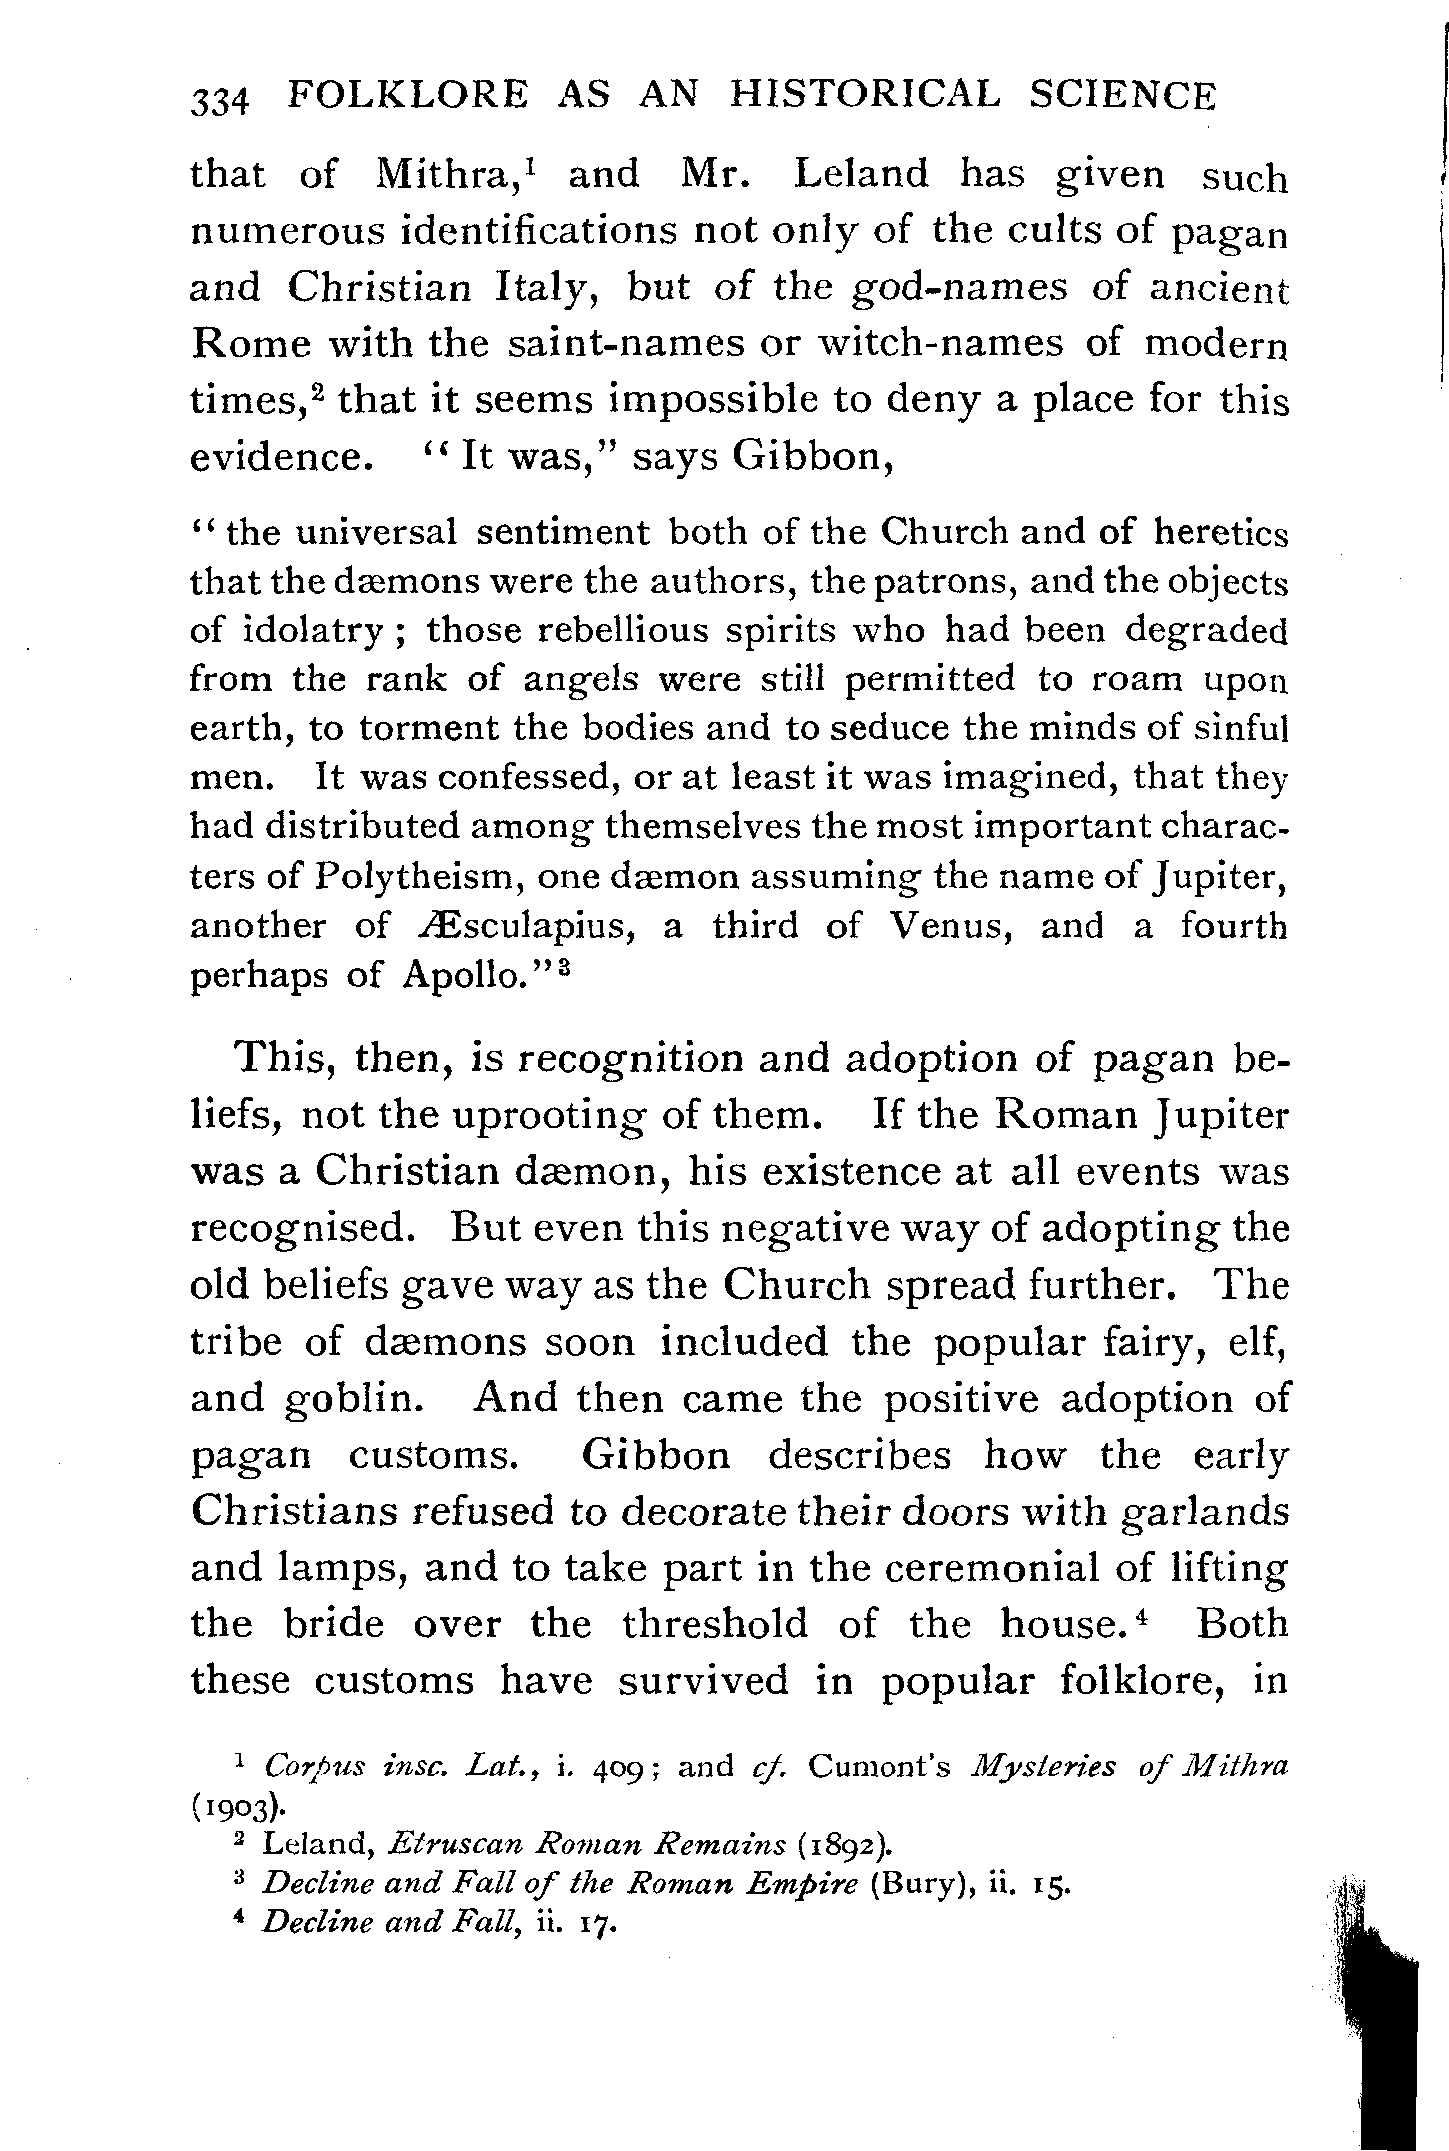 334 FOLKLORE AS AN HISTORICAL SCIENCE
that of Mithra,¹ and Mr. Leland has given such
numerous identifications not only of the cults of pagan
and Christian Italy, but of the god-names of ancient
Rome with the saint-names or witch-names of modern
times,² that it seems impossible to deny a place for this
evidence. “ It was,” says Gibbon,
“ the universal sentiment both of the Church and of heretics
that the dæmons were the authors, the patrons, and the objects
of idolatry ; those rebellious spirits who had been degraded
from the rank of angels were still permitted to roam upon
earth, to torment the bodies and to seduce the minds of sinful
men. It was confessed, or at least it was imagined, that they
had distributed among themselves the most important charac-
ters of Polytheism, one dæmon assuming the name of Jupiter,
another of Æsculapius, a third of Venus, and a fourth
perhaps of Apollo.”³
This, then, is recognition and adoption of pagan be-
liefs, not the uprooting of them. If the Roman Jupiter
was a Christian dæmon, his existence at all events was
recognised. But even this negative way of adopting the
old beliefs gave way as the Church spread further. The
tribe of dæmons soon included the popular fairy, elf,
and goblin. And then came the positive adoption of
pagan customs. Gibbon describes how the early
Christians refused to decorate their doors with garlands
and lamps, and to take part in the ceremonial of lifting
the bride over the threshold of the house.⁴ Both
these customs have survived in popular folklore, in
¹ Corpus insc. Lat., i. 409 ; and cf. Cumont's Mysteries of Mithra
(1903).
² Leland, Etruscan Roman Remains (1892).
³ Decline and Fall of the Roman Empire (Bury), ii. 15.
⁴ Decline and Fall, ii. 17.